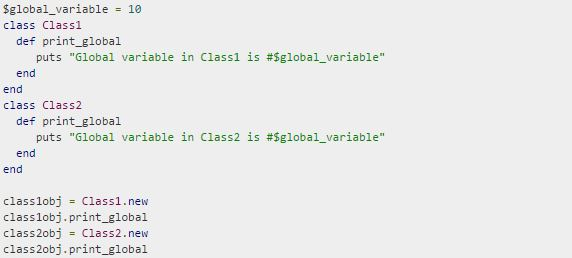 $global_variable = 10
class Class1
  def print_global
     puts "Global variable in Class1 is #$global_variable"
  end
end
class Class2
  def print_global
     puts "Global variable in Class2 is #$global_variable"
  end
end

class1obj = Class1.new
class1obj.print_global
class2obj = Class2.new
class2obj.print_global